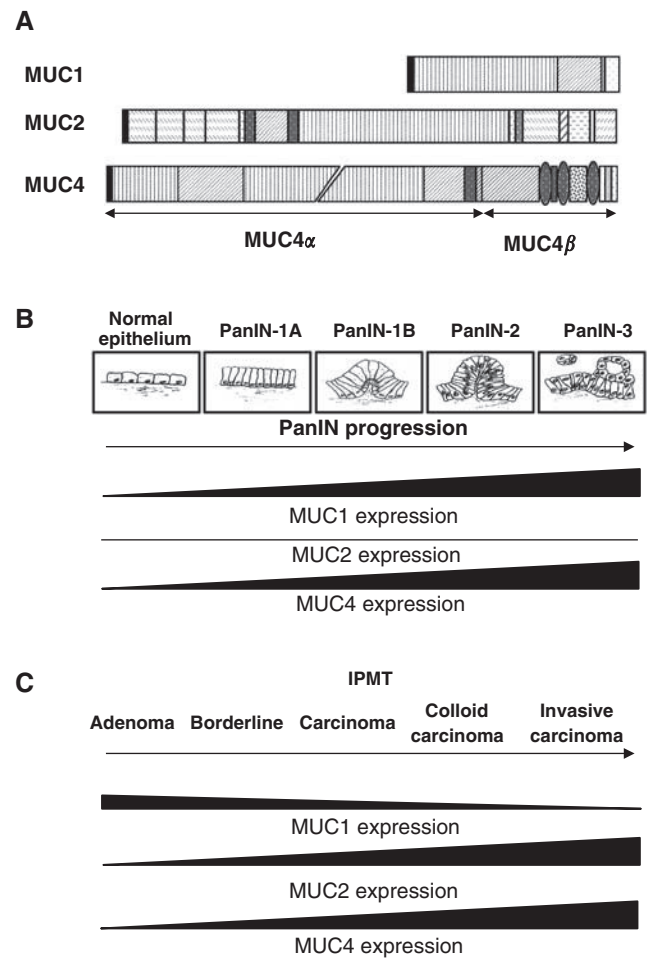 A
MUC1
MUC2
MUC4
MUC4α
MUC4β
B
Normal
epithelium
PanIN-1A
PanIN-1B
PanIN-2
PanIN-3
PanIN progression
MUC1 expression
MUC2 expression
MUC4 expression
C
IPMT
Adenoma
Borderline
Carcinoma
Colloid
carcinoma
Invasive
carcinoma
MUC1 expression
MUC2 expression
MUC4 expression